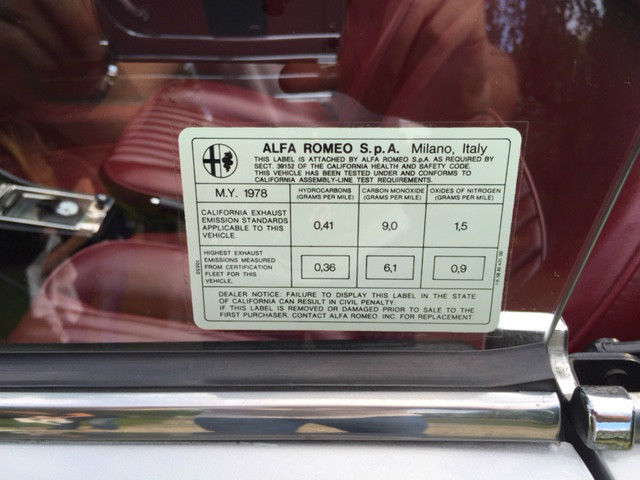 ALFA ROMEO S.p.A. Milano, Italy
THIS LABEL IS ATTACHED BY ALFA ROMEO S.p.A. AS REQUIRED BY
SECT. 39152 OF THE CALIFORNIA HEALTH AND SAFETY CODE.
THIS VEHICLE HAS BEEN TESTED UNDER AND CONFORMS TO
CALIFORNIA ASSEMBLY-LINE TEST REQUIREMENTS.
M.Y. 1978
HYDROCARBONS
(GRAMS PER MILE)
CARBON MONOXIDE
(GRAMS PER MILE)
OXIDES OF NITROGEN
(GRAMS PER MILE)
CALIFORNIA EXHAUST
EMISSION STANDARDS
APPLICABLE TO THIS
VEHICLE.
0,41
9,0
1,5
HIGHEST EXHAUST
EMISSIONS MEASURED
FROM CERTIFICATION
FLEET FOR THIS
VEHICLE.
0,36
6,1
0,9
DEALER NOTICE: FAILURE TO DISPLAY THIS LABEL IN THE STATE
OF CALIFORNIA CAN RESULT IN CIVIL PENALTY.
IF THIS LABEL IS REMOVED OR DAMAGED PRIOR TO SALE TO THE
FIRST PURCHASER, CONTACT ALFA ROMEO INC. FOR REPLACEMENT